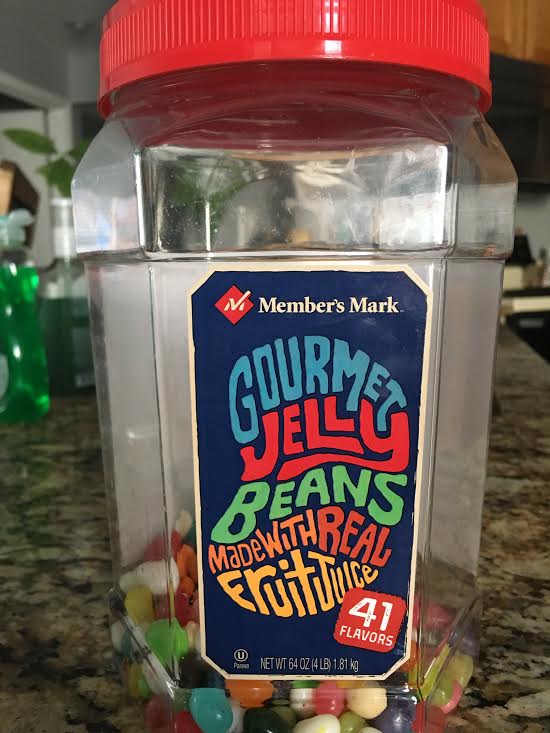 Member's Mark™
GOURMET
JELLY
BEANS
MADE WITH REAL
FRUIT JUICE
41
FLAVORS
U
Pareve
NET WT 64 OZ (4 LB) 1.81 kg